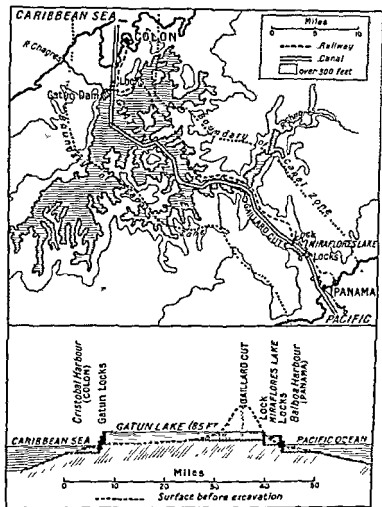 CARIBBEAN SEA
COLON
R Chagres
Lock
Gatun Dam
Miles
0 10
Railway
Canal
over 300 feet
Boundary of Canal Zone
Boundary
GAILLARD CUT
Lock
MIRAFLORES LAKE
Locks
PANAMA
PACIFIC
Cristobal Harbour
(COLON)
Gatun Locks
GATUN LAKE (85 FT
GAILLARD CUT
Lock
MIRAFLORES LAKE
Locks
Balboa Harbour
(PANAMA)
CARIBBEAN SEA
PACIFIC OCEAN
Miles
0 10 20 30 40 50
Surface before excavation